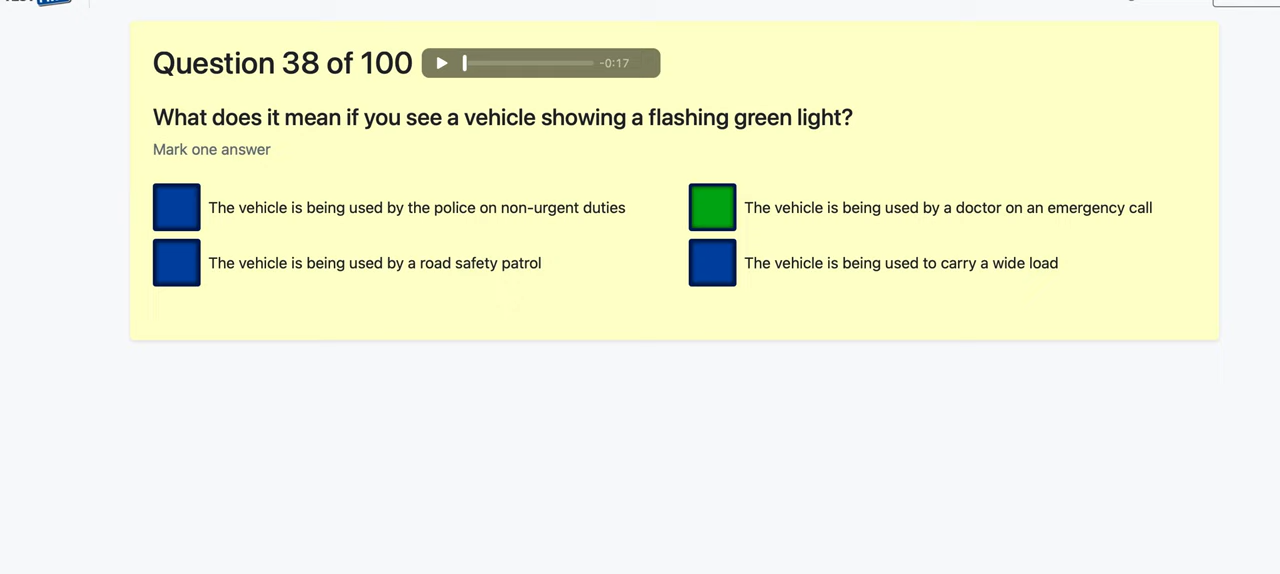 Question 38 of 100
-0:17
What does it mean if you see a vehicle showing a flashing green light?
Mark one answer
The vehicle is being used by the police on non-urgent duties
The vehicle is being used by a doctor on an emergency call
The vehicle is being used by a road safety patrol
The vehicle is being used to carry a wide load